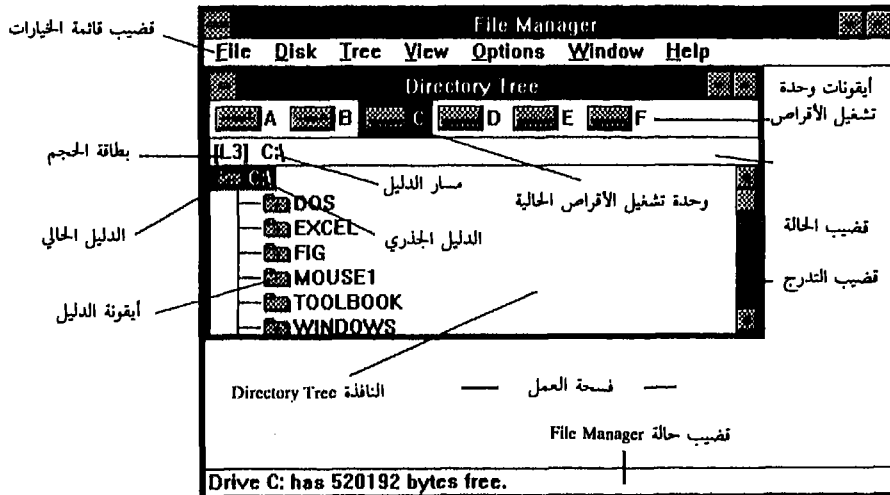 File Manager
قضيب قائمة الخيارات
File Disk Tree View Options Window Help
Directory Tree
أيقونات وحدة
تشغيل الأقراص
A B C D E F
بطاقة الحجم
[L3] C:\
مسار الدليل
وحدة تشغيل الأقراص الحالية
C:\
الدليل الحالي
الدليل الجذري
قضيب الحالة
DOS
EXCEL
FIG
MOUSE1
قضيب التدرج
أيقونة الدليل
TOOLBOOK
WINDOWS
النافذة Directory Tree
فسحة العمل
قضيب حالة File Manager
Drive C: has 520192 bytes free.